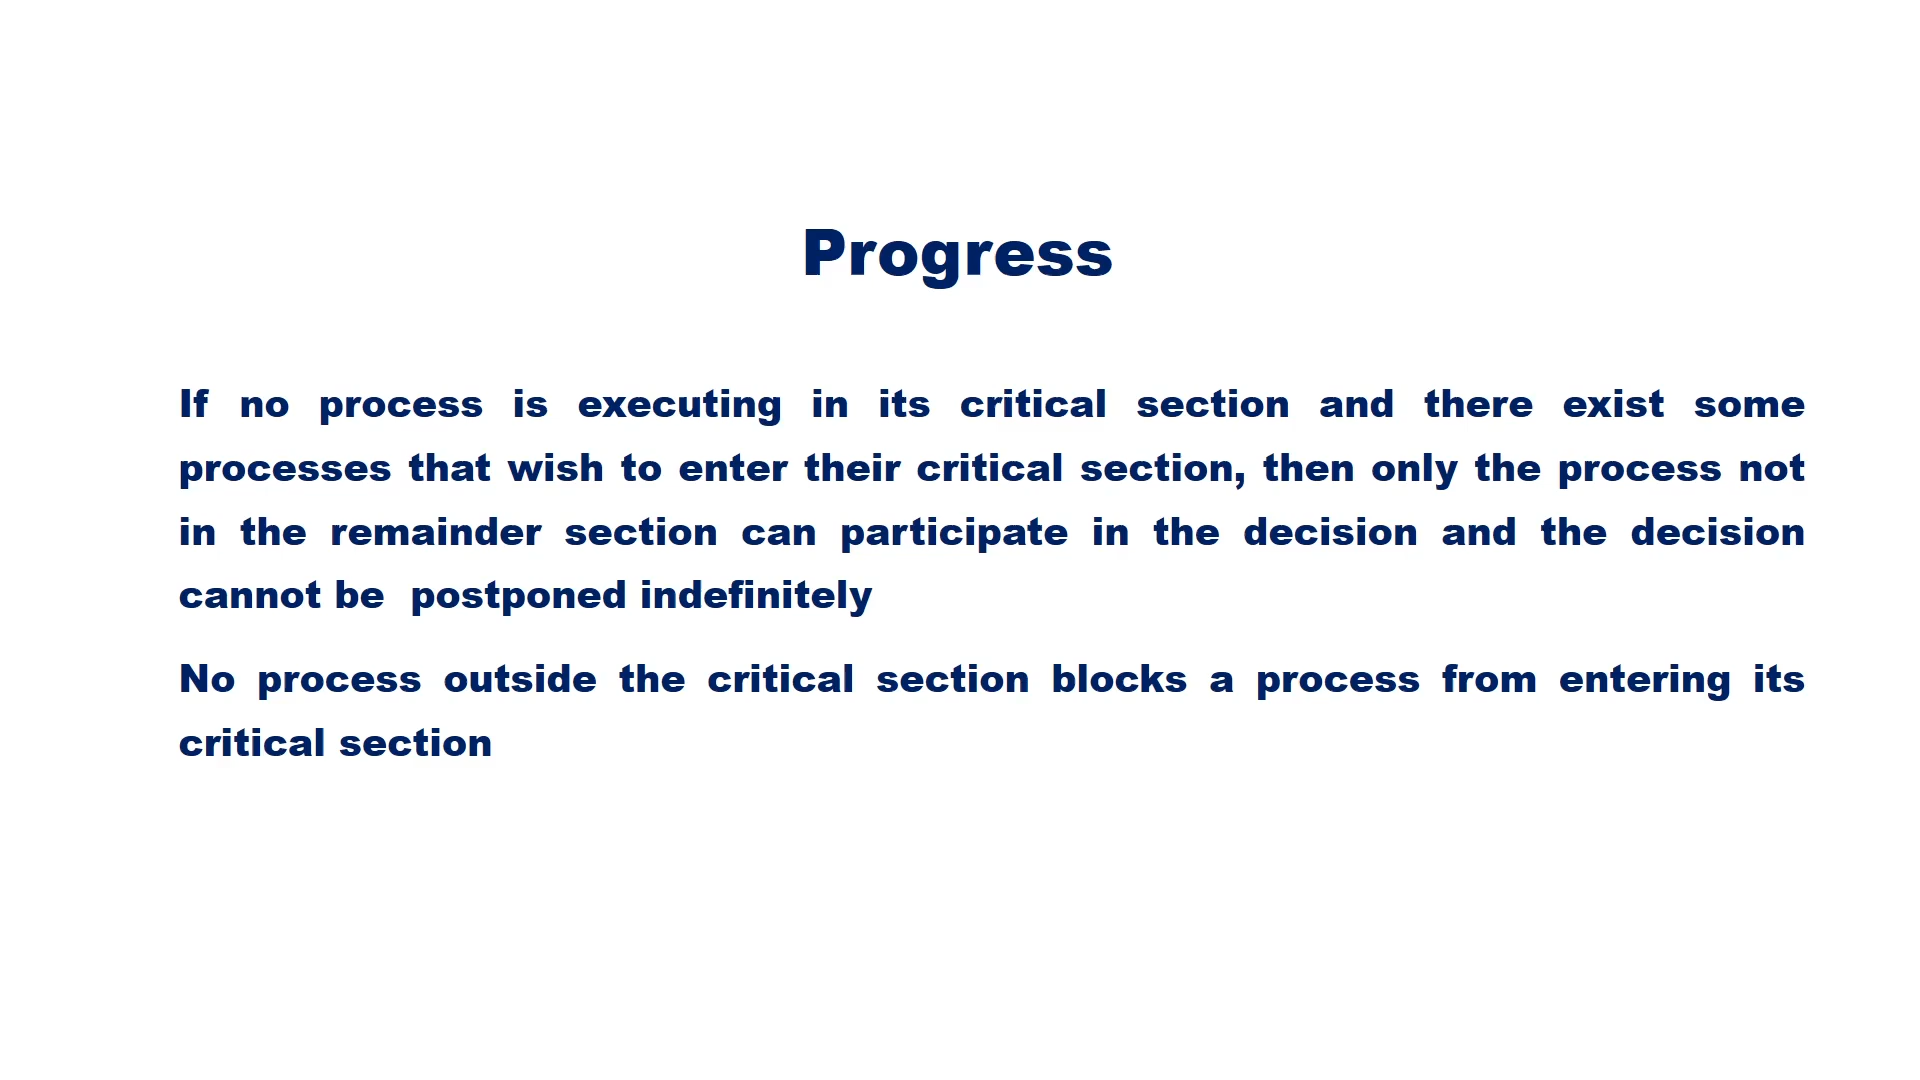 Progress
If no process is executing in its critical section and there exist some
processes that wish to enter their critical section, then only the process not
in the remainder section can participate in the decision and the decision
cannot be  postponed indefinitely
No process outside the critical section blocks a process from entering its
critical section